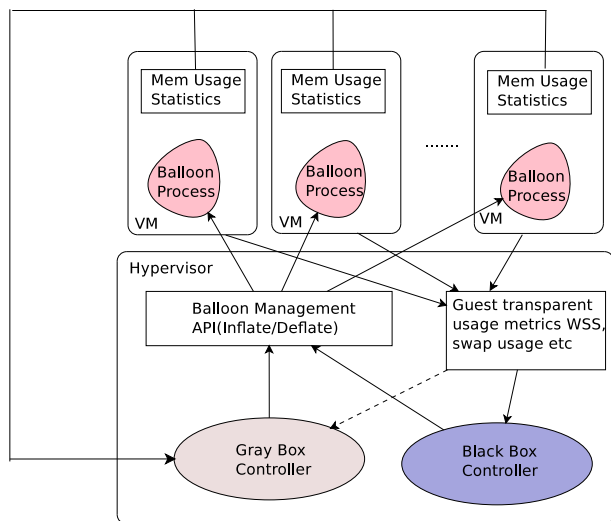 Mem Usage
Statistics
Mem Usage
Statistics
Mem Usage
Statistics
Balloon
Process
Balloon
Process
........
Balloon
Process
VM
VM
VM
Hypervisor
Balloon Management
API(Inflate/Deflate)
Guest transparent
usage metrics WSS,
swap usage etc
Gray Box
Controller
Black Box
Controller